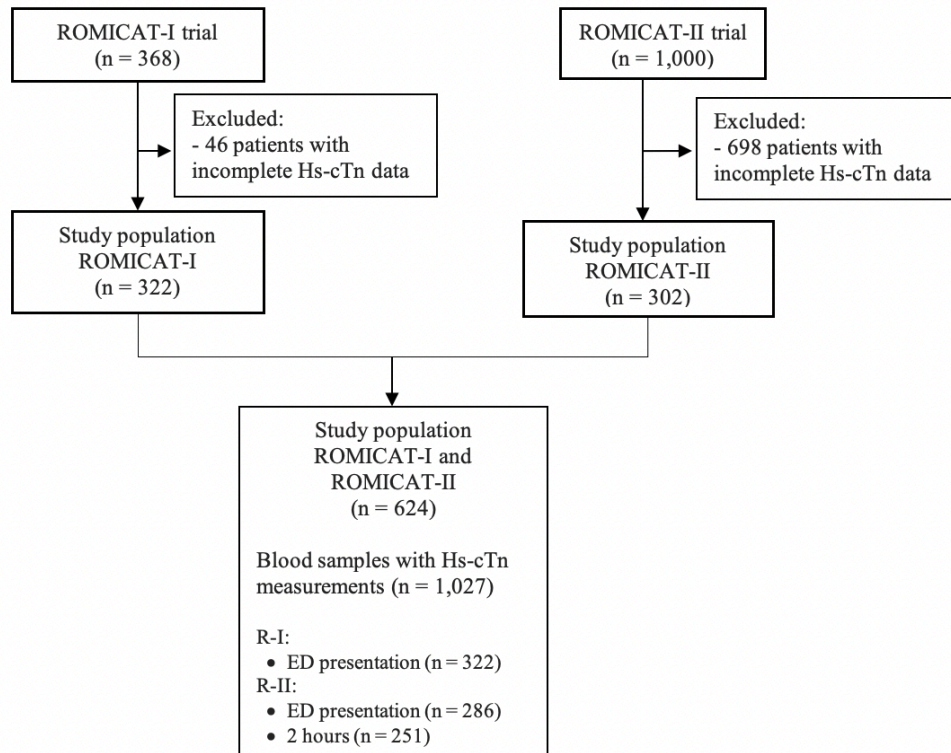 ROMICAT-I trial
(n = 368)
ROMICAT-II trial
(n = 1,000)
Excluded:
- 46 patients with
incomplete Hs-cTn data
Excluded:
- 698 patients with
incomplete Hs-cTn data
Study population
ROMICAT-I
(n = 322)
Study population
ROMICAT-II
(n = 302)
Study population
ROMICAT-I and
ROMICAT-II
(n = 624)
Blood samples with Hs-cTn
measurements (n = 1,027)
R-I:
• ED presentation (n = 322)
R-II:
• ED presentation (n = 286)
• 2 hours (n = 251)